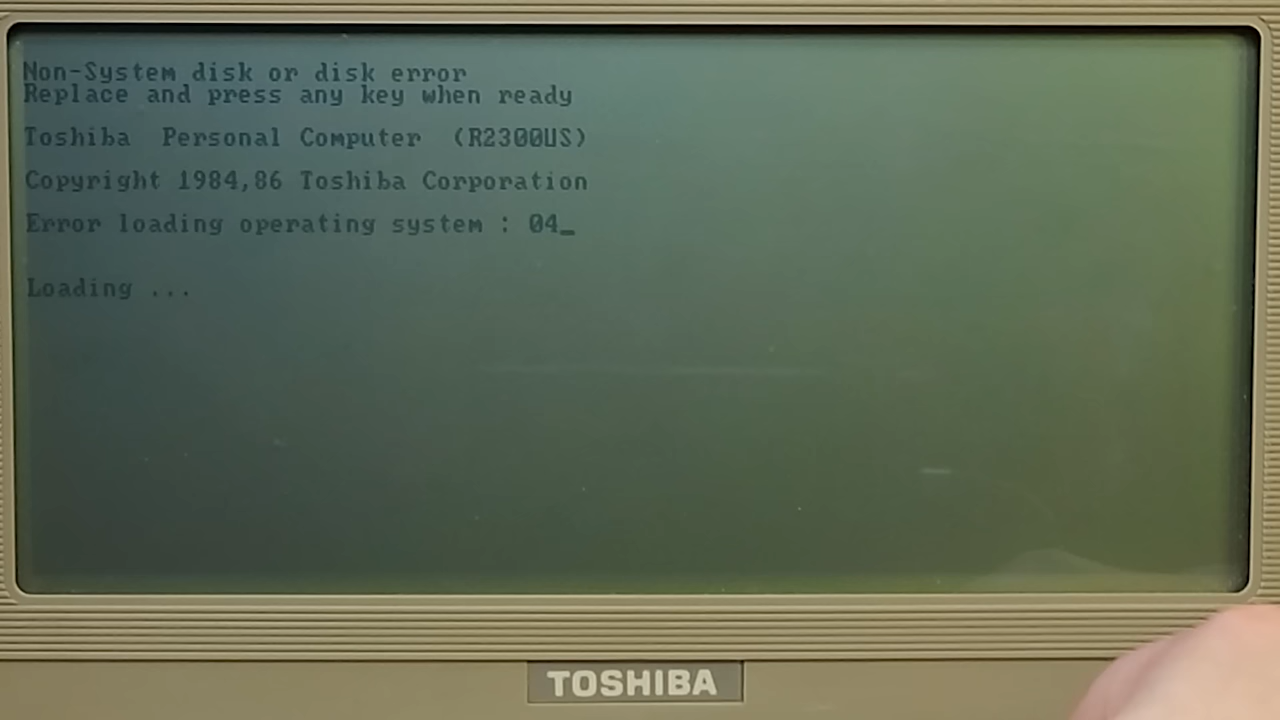 Non-System disk or disk error
Replace and press any key when ready
Toshiba  Personal Computer  (R2300US)
Copyright 1984,86 Toshiba Corporation
Error loading operating system : 04_
Loading ...
TOSHIBA